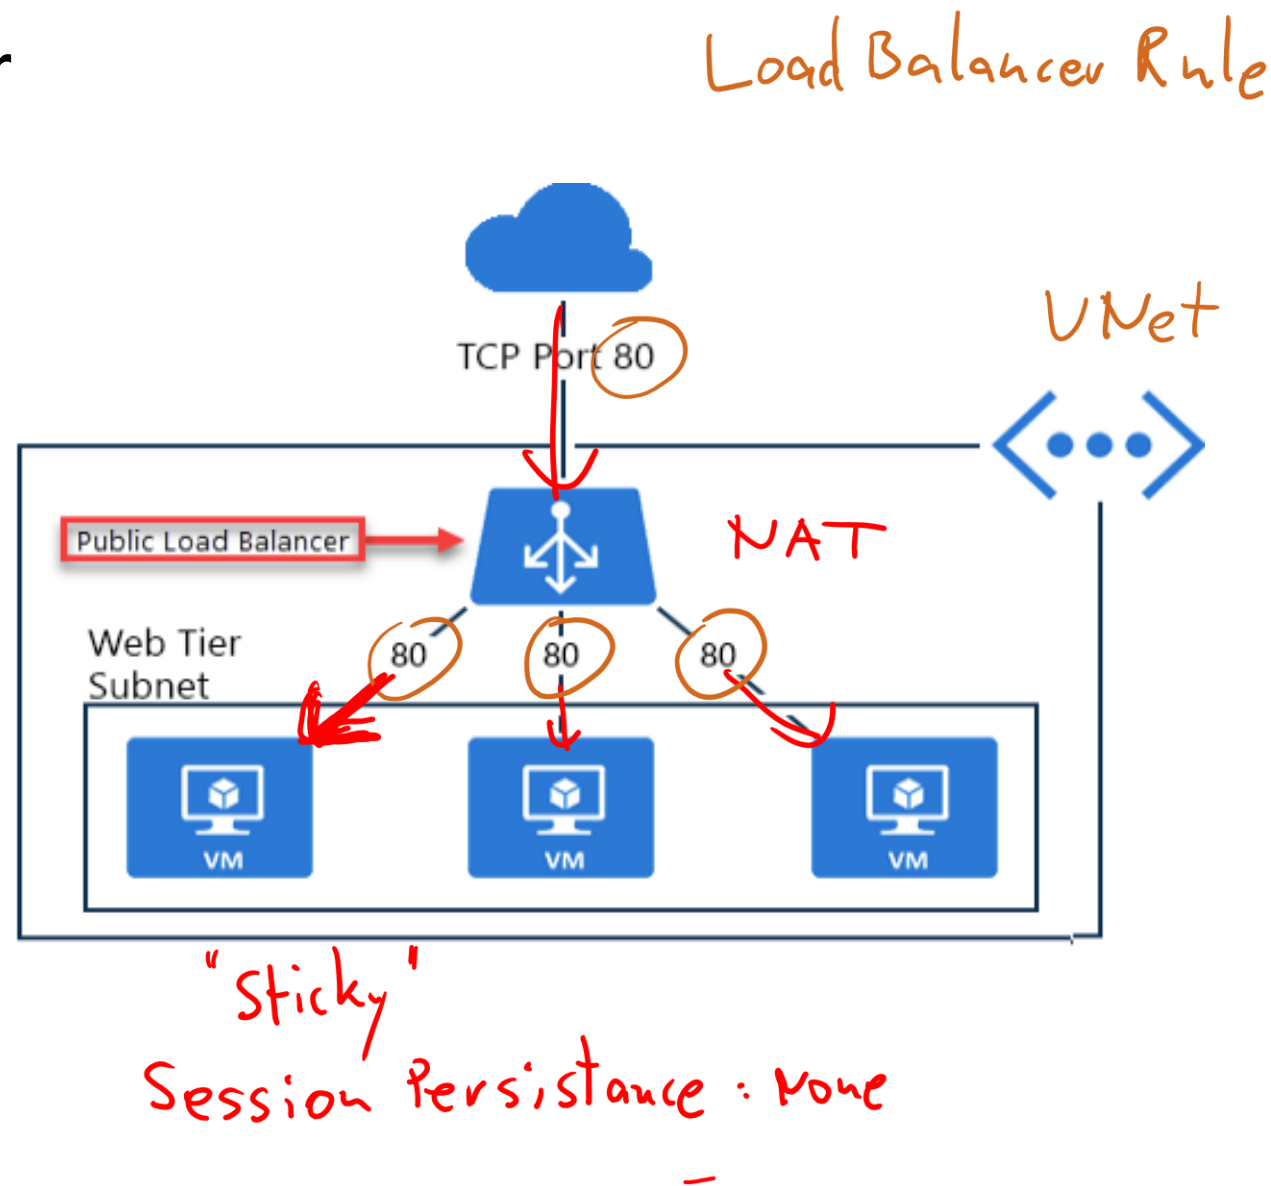 r
Load Balancer Rule
VNet
TCP Port 80
Public Load Balancer
NAT
80 80 80
Web Tier
Subnet
VM VM VM
"Sticky"
Session Persistance : None